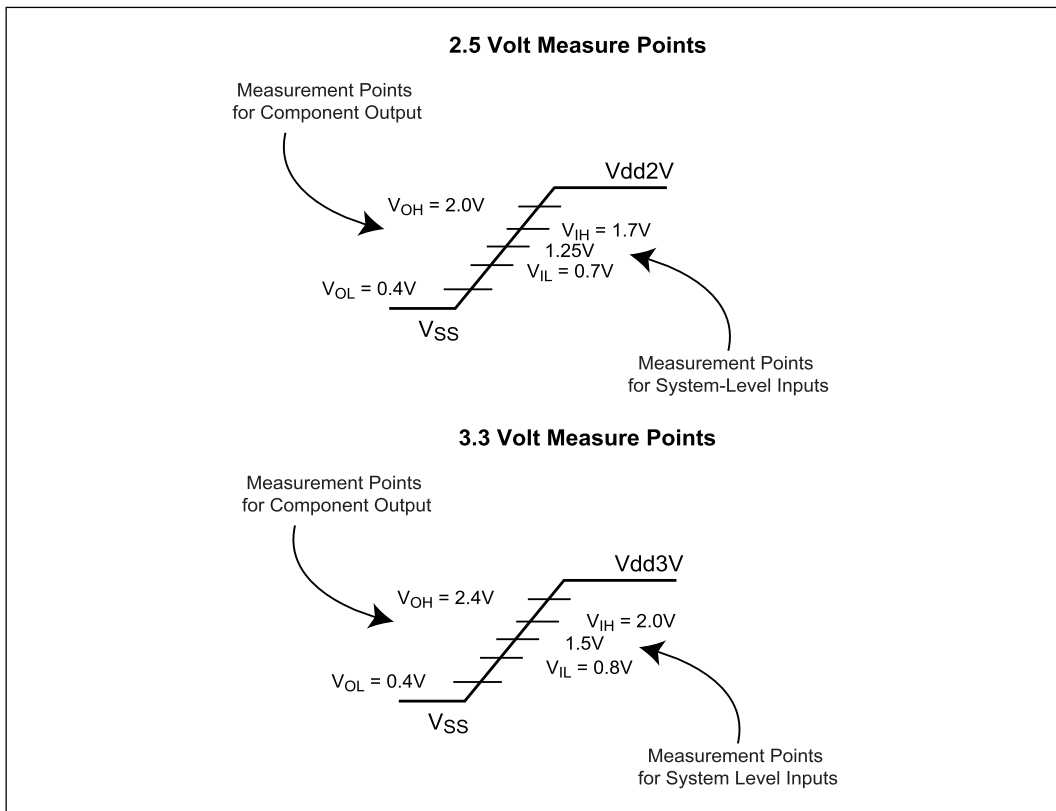 2.5 Volt Measure Points
Measurement Points
for Component Output
Vdd2V
VOH = 2.0V
VIH = 1.7V
1.25V
VIL = 0.7V
VOL = 0.4V
VSS
Measurement Points
for System-Level Inputs
3.3 Volt Measure Points
Measurement Points
for Component Output
Vdd3V
VOH = 2.4V
VIH = 2.0V
1.5V
VIL = 0.8V
VOL = 0.4V
VSS
Measurement Points
for System Level Inputs